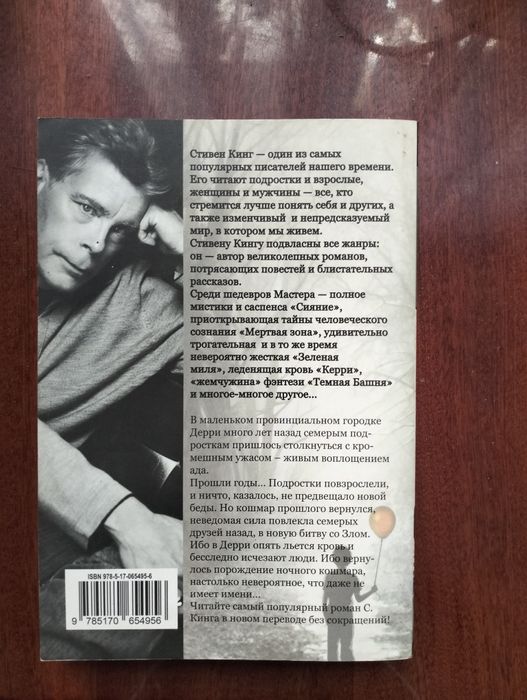 Стивен Кинг — один из самых
популярных писателей нашего времени.
Его читают подростки и взрослые,
женщины и мужчины — все, кто
стремится лучше понять себя и других, а
также изменчивый и непредсказуемый
мир, в котором мы живем.
Стивену Кингу подвластны все жанры:
он — автор великолепных романов,
потрясающих повестей и блистательных
рассказов.
Среди шедевров Мастера — полное
мистики и саспенса «Сияние»,
приоткрывающая тайны человеческого
сознания «Мертвая зона», удивительно
трогательная и в то же время
невероятно жесткая «Зеленая
миля», леденящая кровь «Керри»,
«жемчужина» фэнтези «Темная Башня»
и многое-многое другое...
В маленьком провинциальном городке
Дерри много лет назад семерым под-
росткам пришлось столкнуться с кро-
мешным ужасом – живым воплощением
ада.
Прошли годы... Подростки повзрослели,
и ничто, казалось, не предвещало новой
беды. Но кошмар прошлого вернулся,
неведомая сила повлекла семерых
друзей назад, в новую битву со Злом.
Ибо в Дерри опять льется кровь и
бесследно исчезают люди. Ибо верну-
лось порождение ночного кошмара,
настолько невероятное, что даже не
имеет имени...
Читайте самый популярный роман С.
Кинга в новом переводе без сокращений!
ISBN 978-5-17-065495-6
9 785170 654956